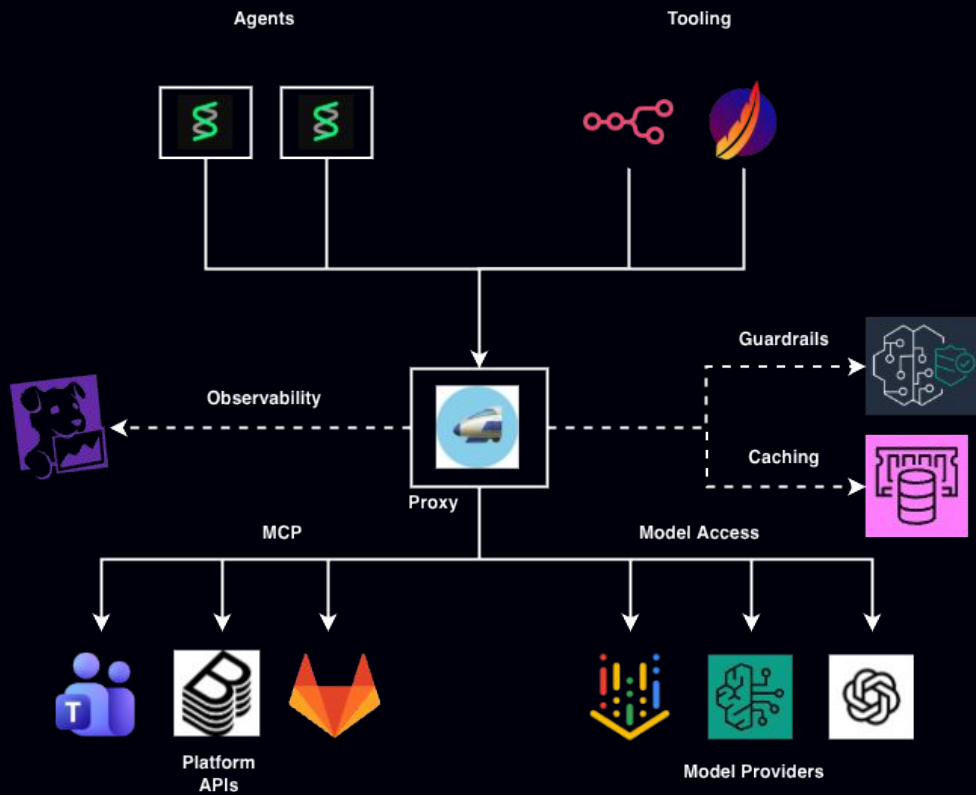 Agents
Tooling
Guardrails
Observability
Caching
Proxy
MCP
Model Access
T
Platform
APIs
Model Providers